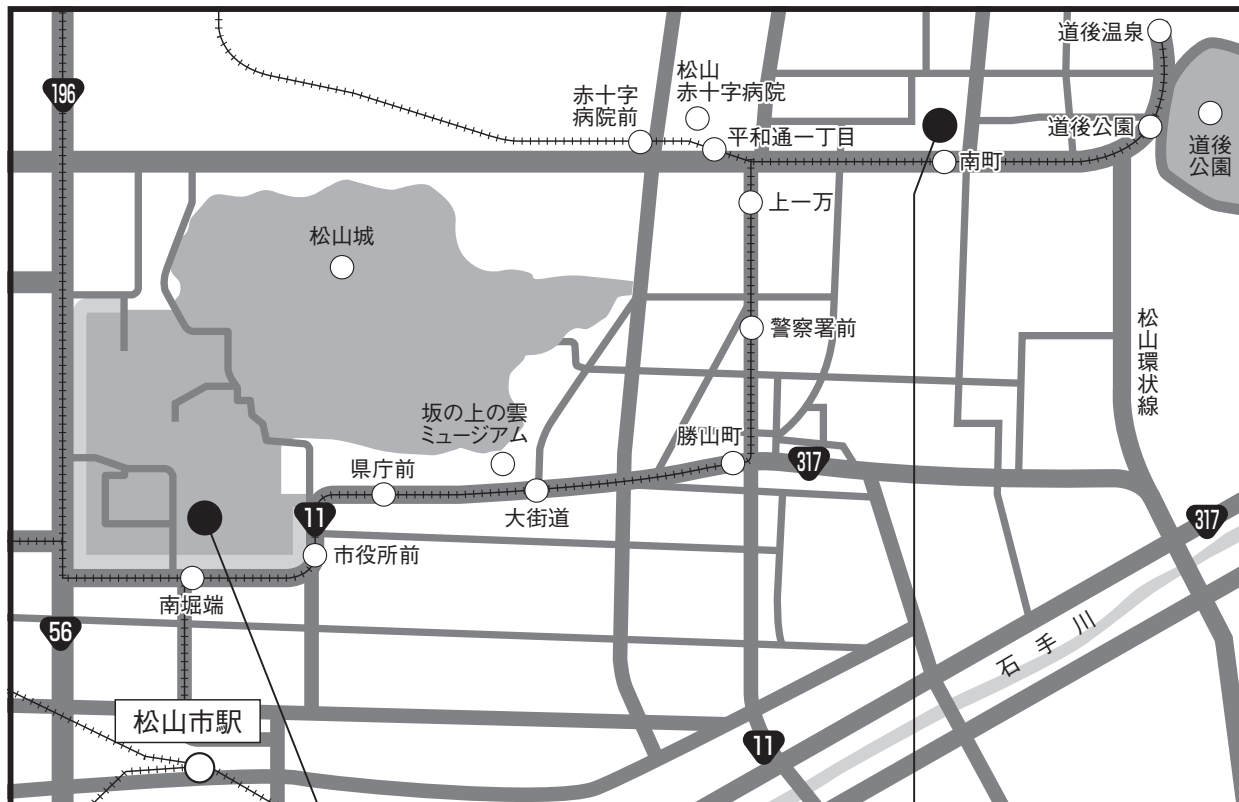 道後温泉
196
松山
赤十字病院
赤十字
病院前
平和通一丁目
道後公園
南町
道後
公園
上一万
松山城
警察署前
松山環状線
坂の上の雲
ミュージアム
勝山町
317
県庁前
大街道
11
317
市役所前
南堀端
56
石手川
松山市駅
11